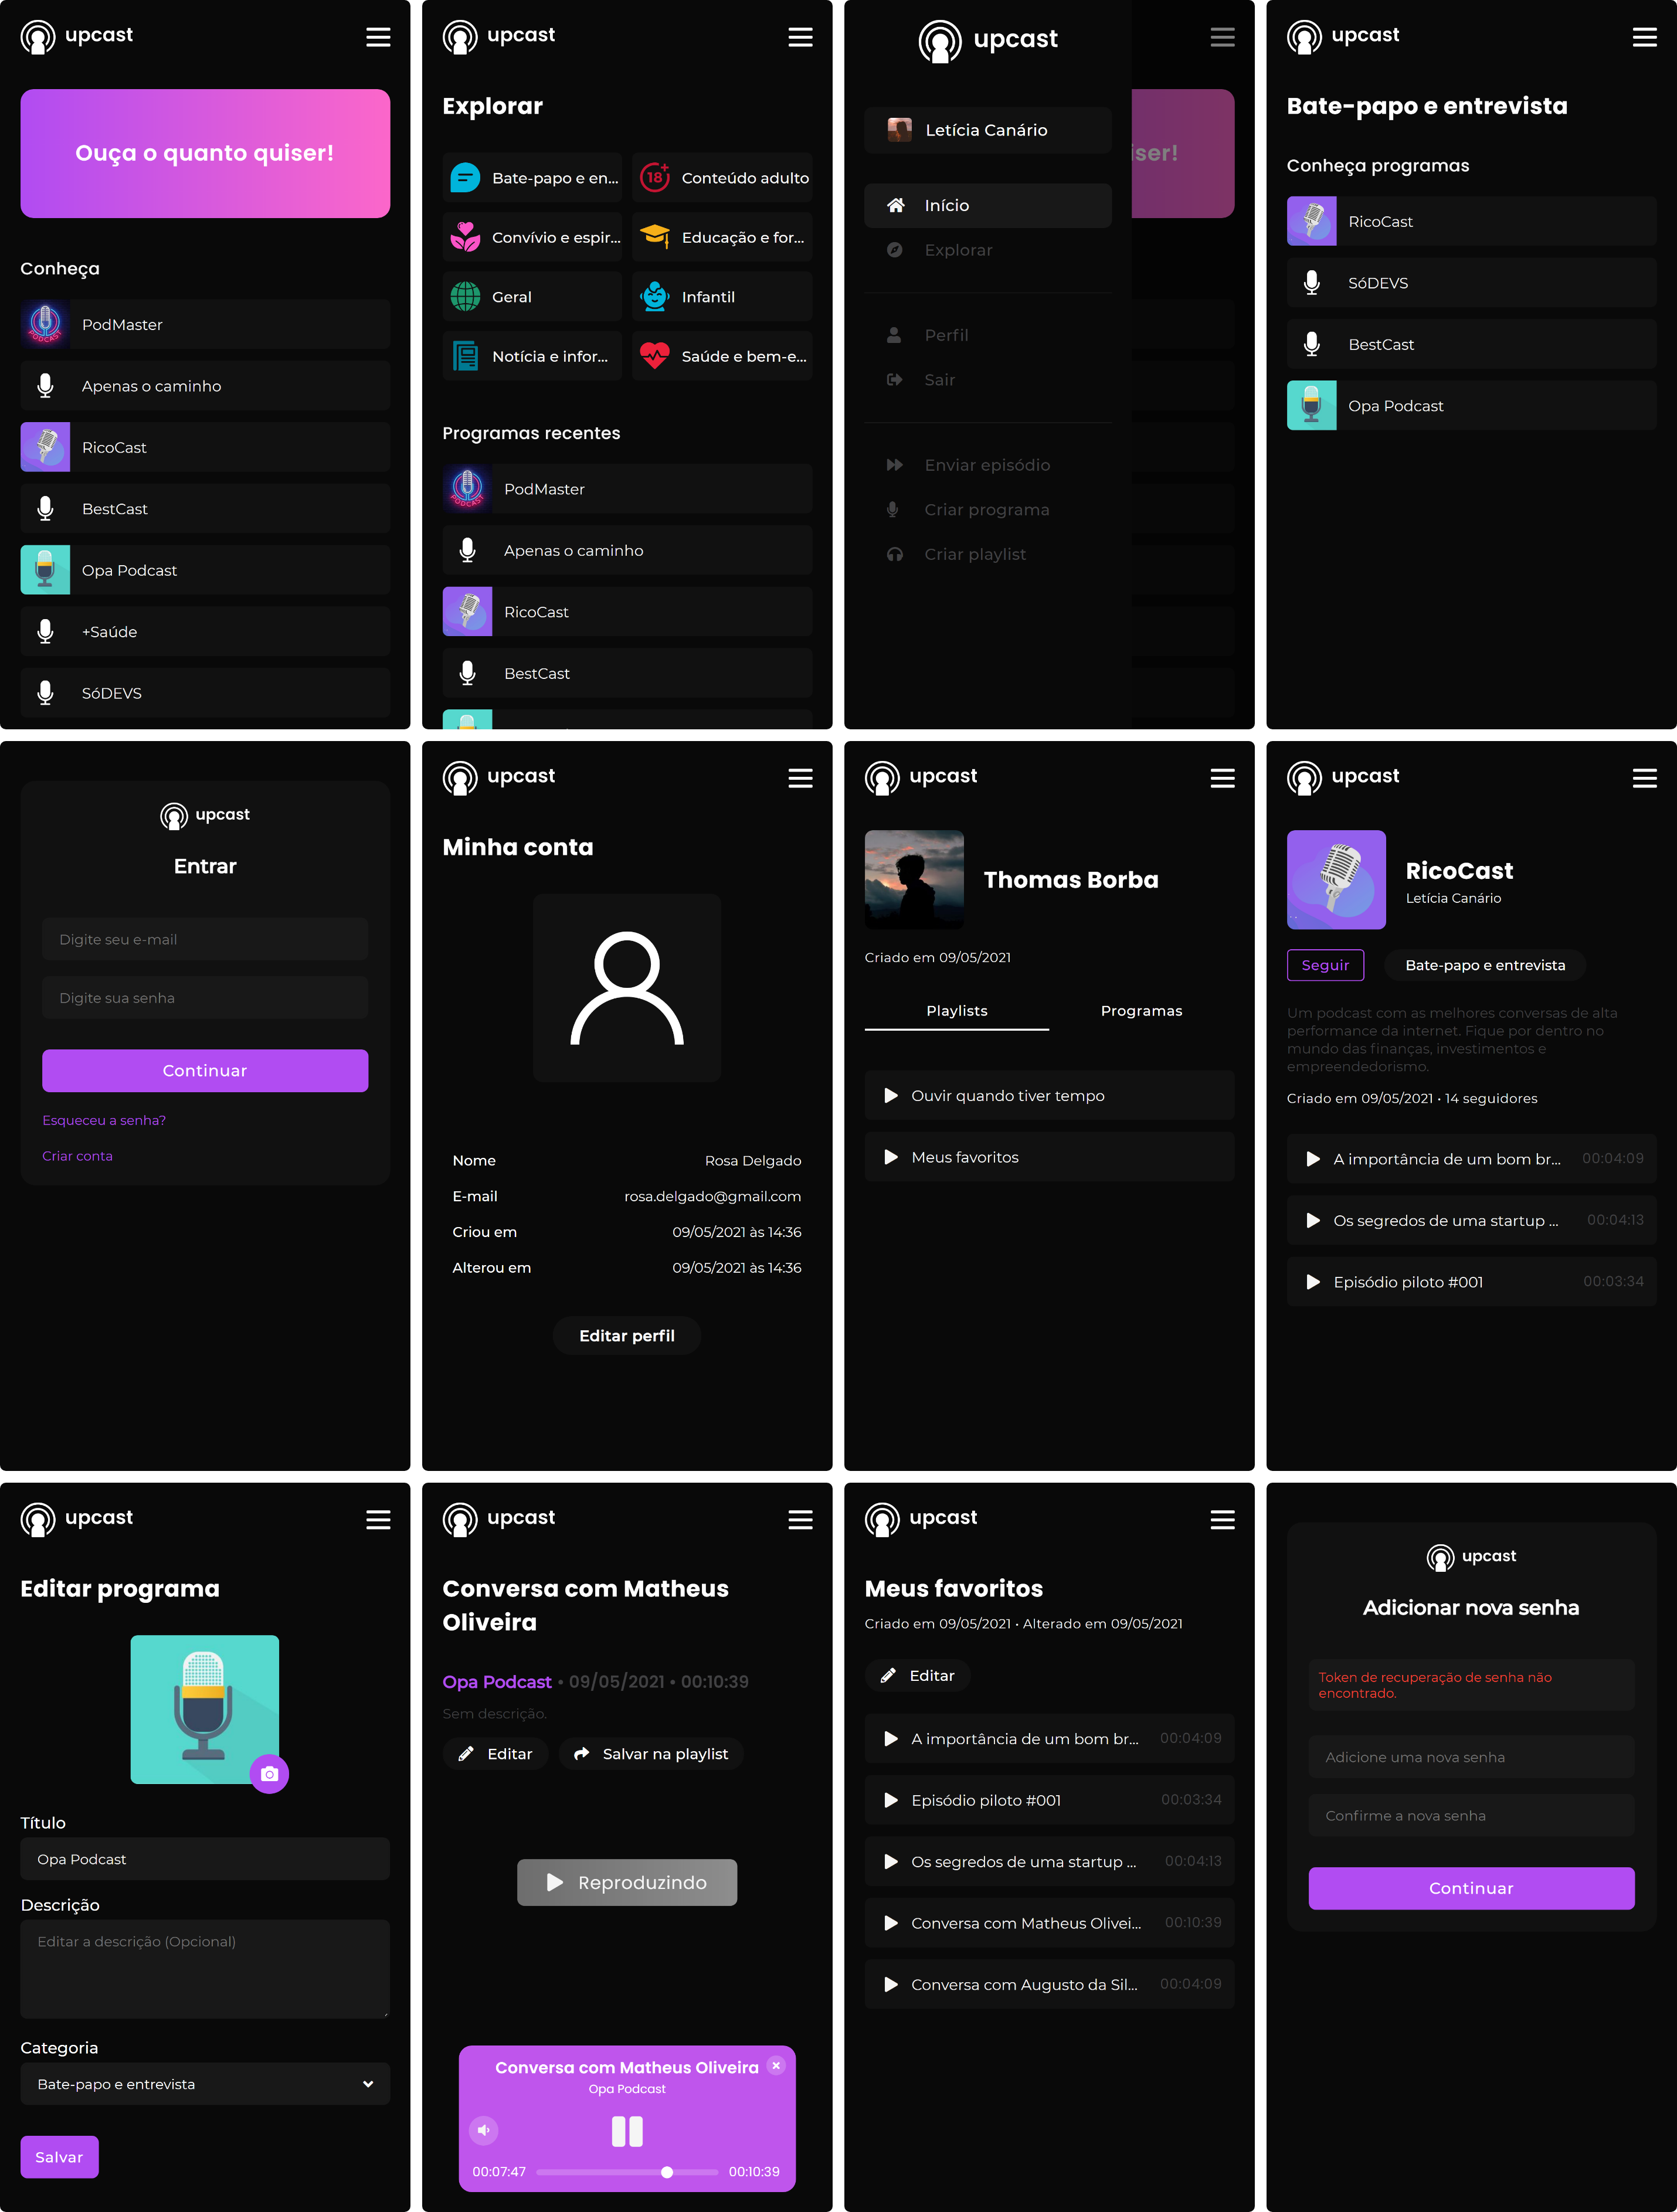 upcast
Ouça o quanto quiser!
Conheça
PODCAST
PodMaster
Apenas o caminho
RicoCast
BestCast
Opa Podcast
+Saúde
SóDEVS
upcast
Explorar
Bate-papo e en...
18+
Conteúdo adulto
Convívio e espir...
Educação e for...
Geral
Infantil
Notícia e infor...
Saúde e bem-e...
Programas recentes
PODCAST
PodMaster
Apenas o caminho
RicoCast
BestCast
upcast
Letícia Canário
iser!
Início
Explorar
Perfil
Sair
Enviar episódio
Criar programa
Criar playlist
upcast
Bate-papo e entrevista
Conheça programas
RicoCast
SóDEVS
BestCast
Opa Podcast
upcast
Entrar
Digite seu e-mail
Digite sua senha
Continuar
Esqueceu a senha?
Criar conta
upcast
Minha conta
Nome Rosa Delgado
E-mail rosa.delgado@gmail.com
Criou em 09/05/2021 às 14:36
Alterou em 09/05/2021 às 14:36
Editar perfil
upcast
Thomas Borba
Criado em 09/05/2021
Playlists Programas
Ouvir quando tiver tempo
Meus favoritos
upcast
RicoCast
Letícia Canário
Seguir Bate-papo e entrevista
Um podcast com as melhores conversas de alta
performance da internet. Fique por dentro no
mundo das finanças, investimentos e
empreendedorismo.
Criado em 09/05/2021 • 14 seguidores
A importância de um bom br... 00:04:09
Os segredos de uma startup ... 00:04:13
Episódio piloto #001 00:03:34
upcast
Editar programa
Título
Opa Podcast
Descrição
Editar a descrição (Opcional)
Categoria
Bate-papo e entrevista
Salvar
upcast
Conversa com Matheus
Oliveira
Opa Podcast • 09/05/2021 • 00:10:39
Sem descrição.
Editar Salvar na playlist
Reproduzindo
Conversa com Matheus Oliveira
Opa Podcast
00:07:47 00:10:39
upcast
Meus favoritos
Criado em 09/05/2021 • Alterado em 09/05/2021
Editar
A importância de um bom br... 00:04:09
Episódio piloto #001 00:03:34
Os segredos de uma startup ... 00:04:13
Conversa com Matheus Olivei... 00:10:39
Conversa com Augusto da Sil... 00:04:09
upcast
Adicionar nova senha
Token de recuperação de senha não
encontrado.
Adicione uma nova senha
Confirme a nova senha
Continuar